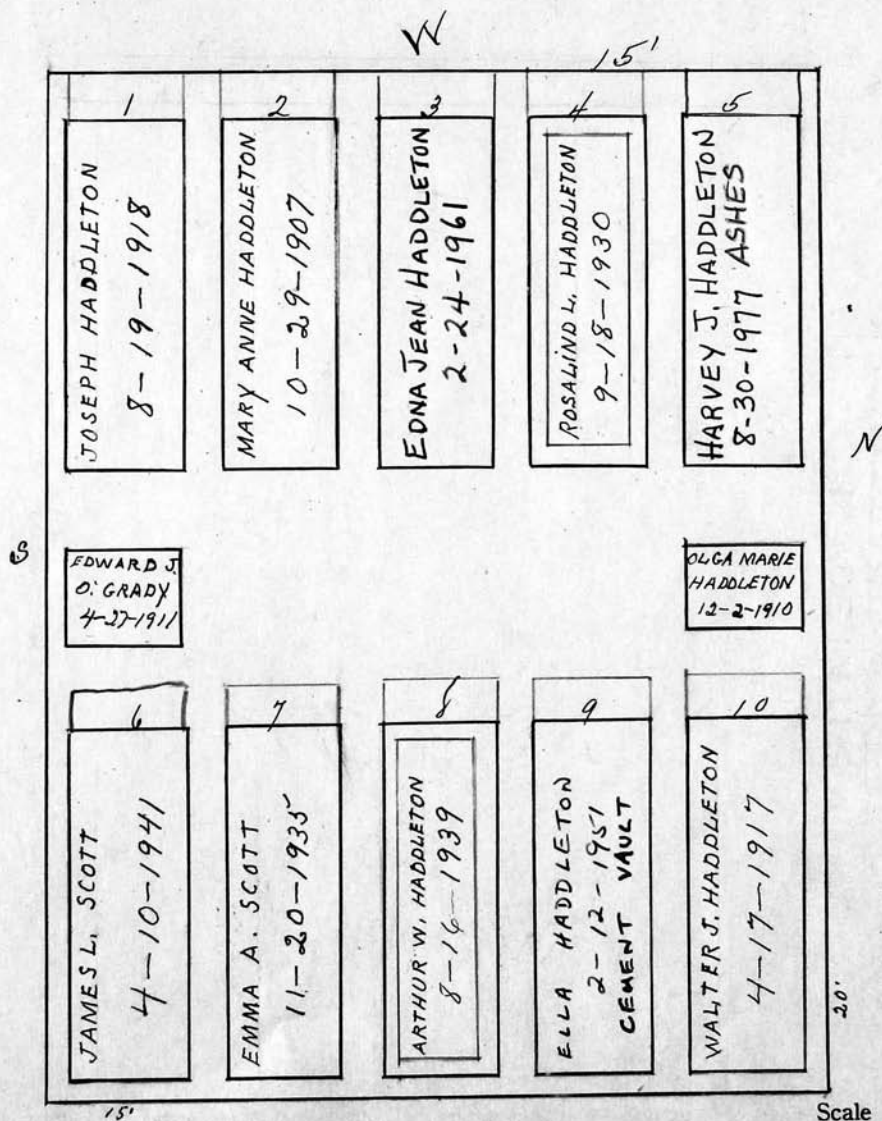 W
15'
1
JOSEPH HADDLETON
8-19-1918
2
MARY ANNE HADDLETON
10-29-1907
3
EDNA JEAN HADDLETON
2-24-1961
4
ROSALIND L. HADDLETON
9-18-1930
5
HARVEY J. HADDLETON
8-30-1977 ASHES
N
S
EDWARD J.
O'GRADY
4-27-1911
OLGA MARIE
HADDLETON
12-2-1910
6
JAMES L. SCOTT
4-10-1941
7
EMMA A. SCOTT
11-20-1935
8
ARTHUR W. HADDLETON
8-16-1939
9
ELLA HADDLETON
2-12-1951
CEMENT VAULT
10
WALTER J. HADDLETON
4-17-1917
20'
15'
Scale